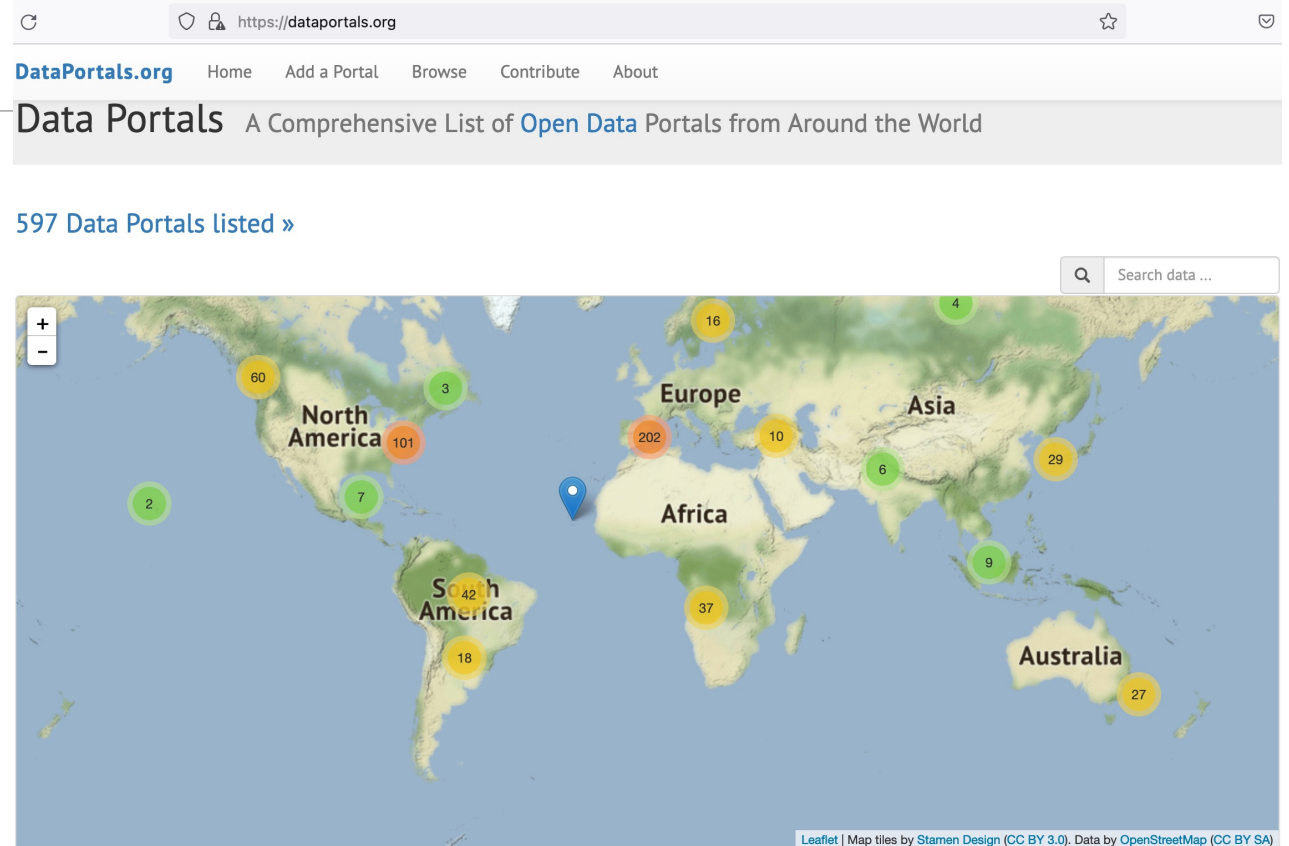 https://dataportals.org
DataPortals.org Home Add a Portal Browse Contribute About
Data Portals A Comprehensive List of Open Data Portals from Around the World
597 Data Portals listed »
Search data ...
+
−
4
16
60
3
Europe
Asia
North
America
101
202
10
29
6
2
7
Africa
9
South
42
America
37
18
Australia
27
Leaflet | Map tiles by Stamen Design (CC BY 3.0). Data by OpenStreetMap (CC BY SA)